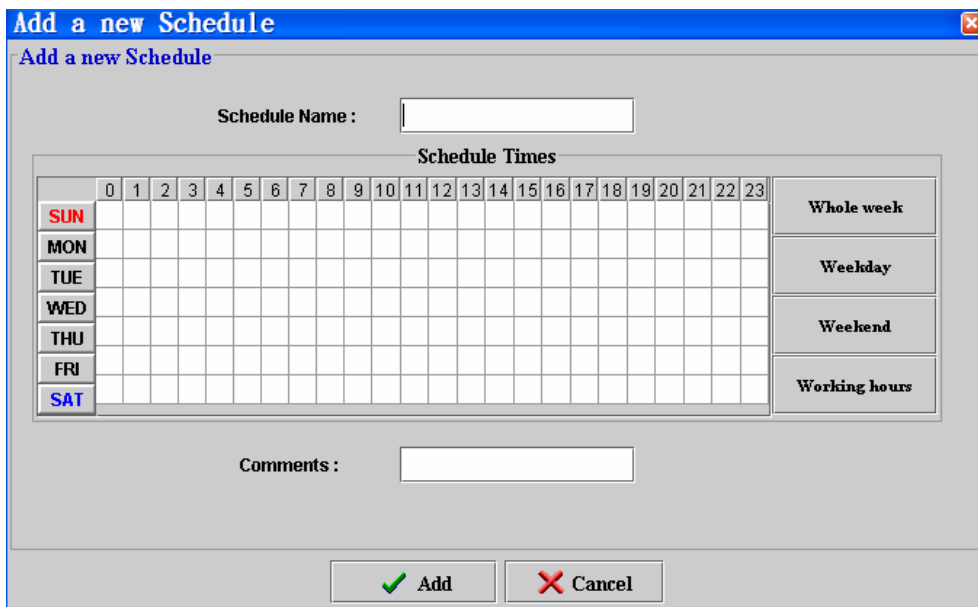 Add a new Schedule
Add a new Schedule
Schedule Name :
Schedule Times
0 1 2 3 4 5 6 7 8 9 10 11 12 13 14 15 16 17 18 19 20 21 22 23
SUN
MON
TUE
WED
THU
FRI
SAT
Whole week
Weekday
Weekend
Working hours
Comments :
Add Cancel